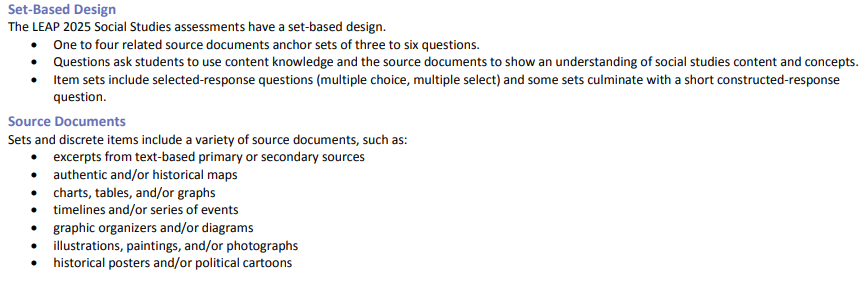 Set-Based Design
The LEAP 2025 Social Studies assessments have a set-based design.
• One to four related source documents anchor sets of three to six questions.
• Questions ask students to use content knowledge and the source documents to show an understanding of social studies content and concepts.
• Item sets include selected-response questions (multiple choice, multiple select) and some sets culminate with a short constructed-response
question.
Source Documents
Sets and discrete items include a variety of source documents, such as:
• excerpts from text-based primary or secondary sources
• authentic and/or historical maps
• charts, tables, and/or graphs
• timelines and/or series of events
• graphic organizers and/or diagrams
• illustrations, paintings, and/or photographs
• historical posters and/or political cartoons